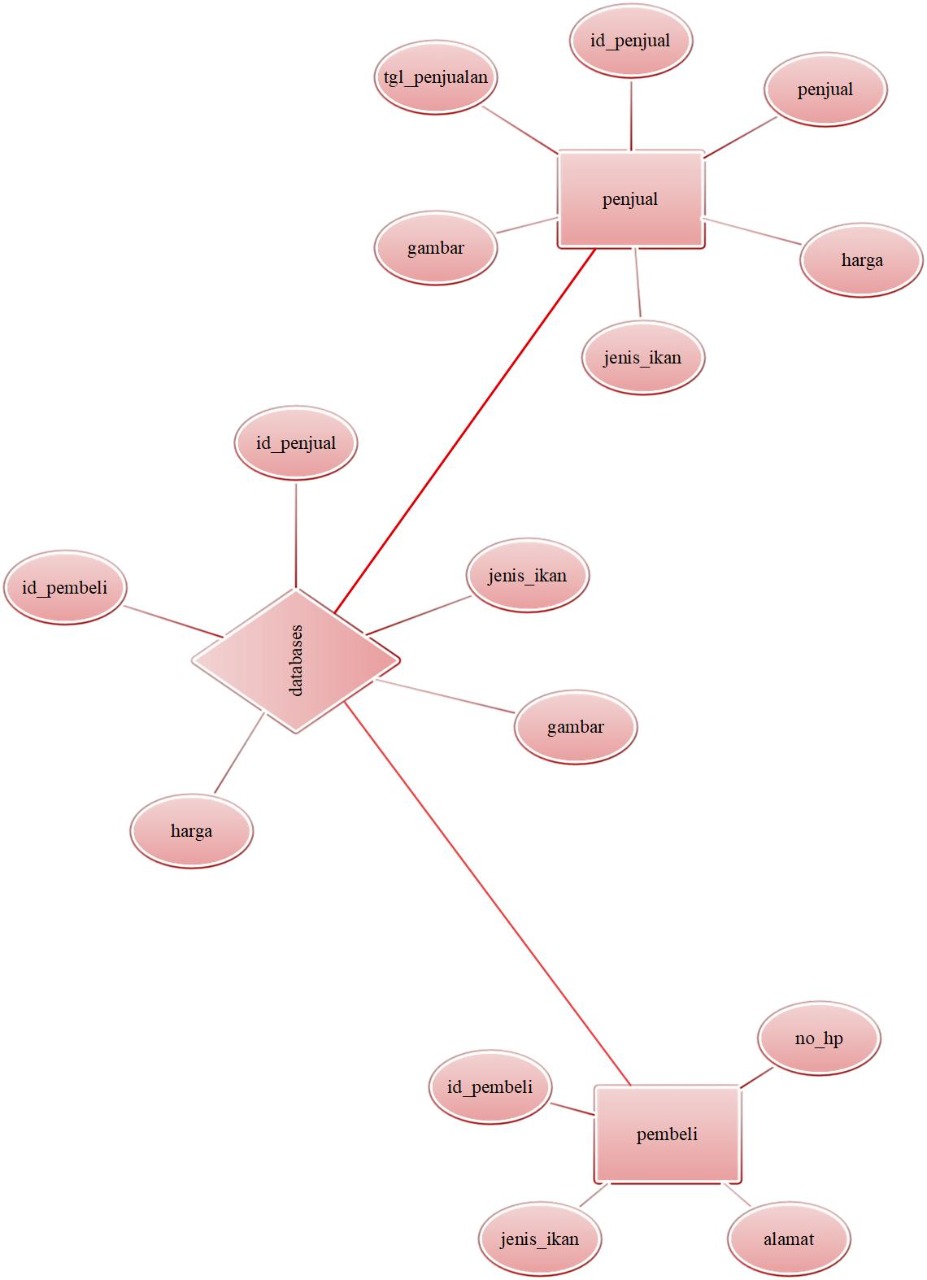 id_penjual
tgl_penjualan
penjual
penjual
gambar
harga
jenis_ikan
id_penjual
jenis_ikan
id_pembeli
databases
gambar
harga
no_hp
id_pembeli
pembeli
jenis_ikan
alamat